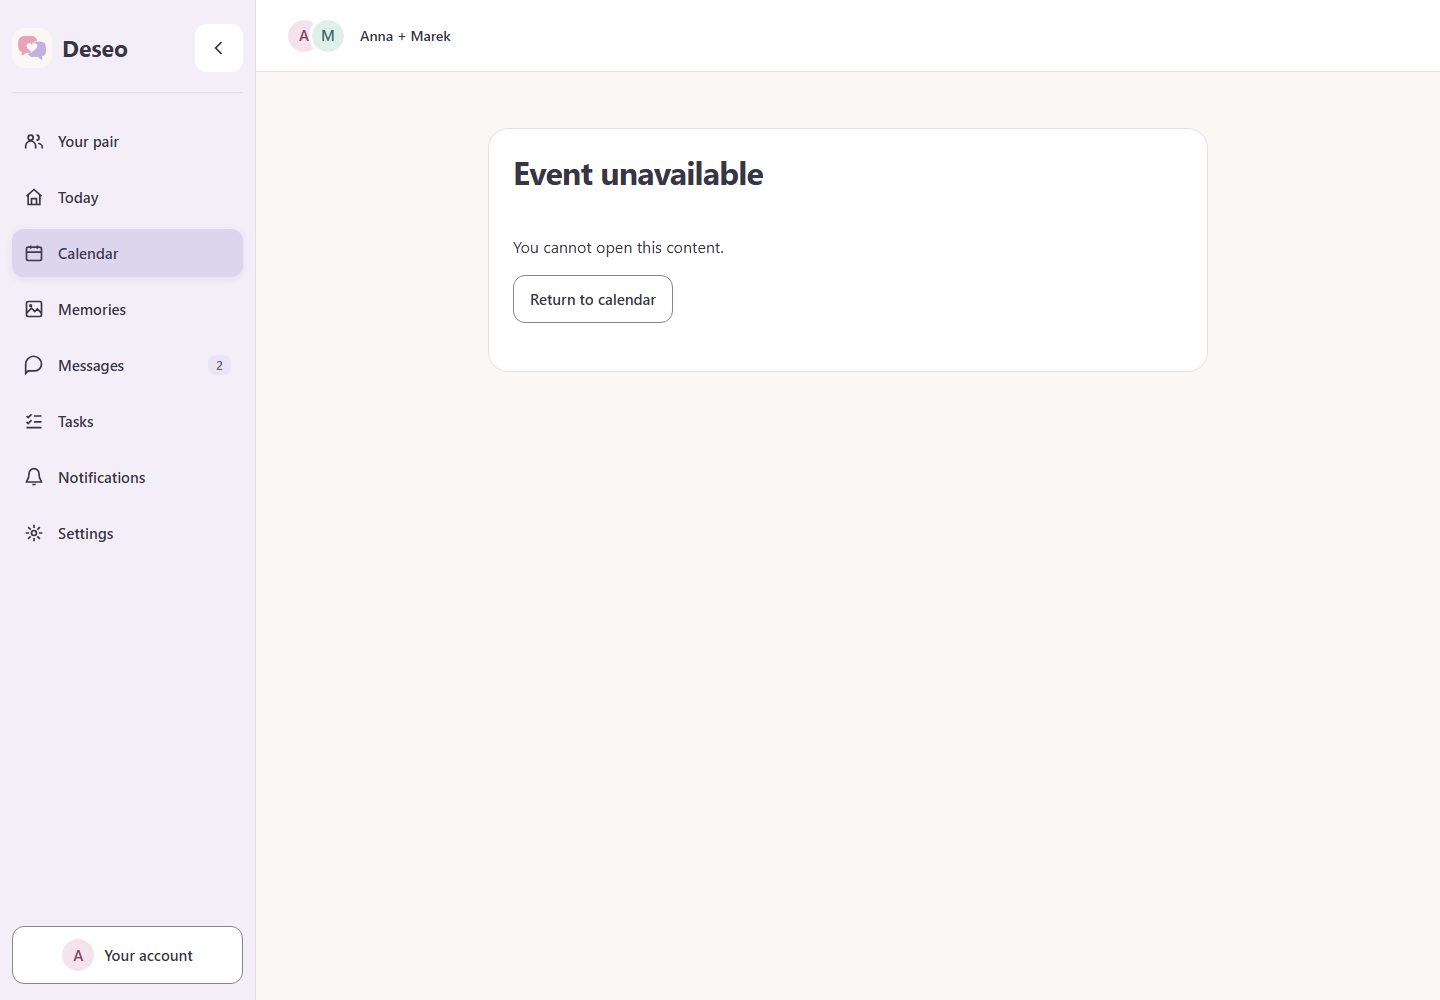 Deseo
Your pair
Today
Calendar
Memories
Messages 2
Tasks
Notifications
Settings
A Your account
A M Anna + Marek
Event unavailable
You cannot open this content.
Return to calendar